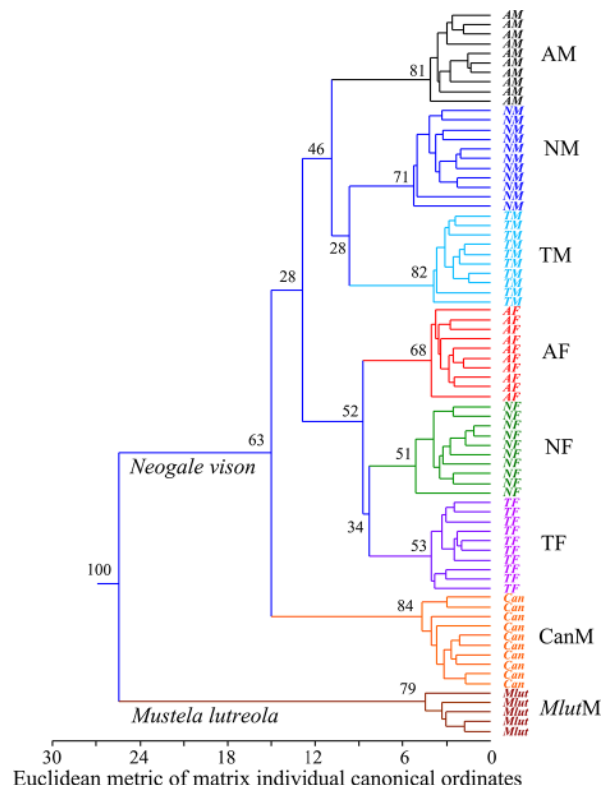 AM
AM
AM
AM
AM
AM
AM
AM
AM
AM
AM
81
NM
NM
NM
NM
NM
NM
NM
NM
NM
NM
NM
NM
46
71
28
TM
TM
TM
TM
TM
TM
TM
TM
TM
TM
TM
82
28
AF
AF
AF
AF
AF
AF
AF
AF
AF
AF
AF
68
52
NF
NF
NF
NF
NF
NF
NF
NF
NF
NF
NF
51
63
Neogale vison
34
TF
TF
TF
TF
TF
TF
TF
TF
TF
TF
TF
53
100
Can
Can
Can
Can
Can
Can
Can
Can
Can
Can
CanM
84
Mlut
Mlut
Mlut
Mlut
Mlut
MlutM
79
Mustela lutreola
30 24 18 12 6 0
Euclidean metric of matrix individual canonical ordinates